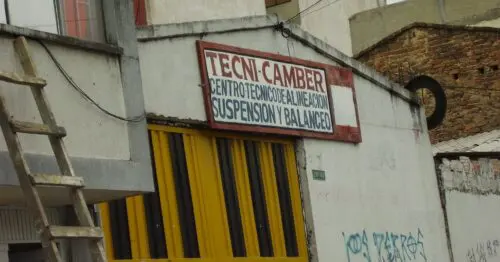 TECNI-CAMBER
CENTRO TECNICO DE ALINEACION
SUSPENSION Y BALANCEO